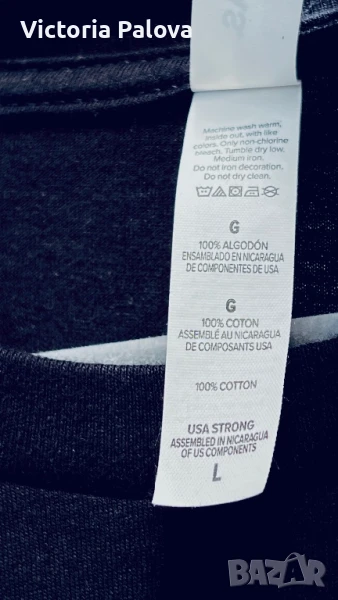 Victoria Palova
Machine wash warm,
inside out, with like
colors. Only non-chlorine
bleach. Tumble dry low.
Medium iron.
Do not iron decoration.
Do not dry clean.
G
100% ALGODÓN
ENSAMBLADO EN NICARAGUA
DE COMPONENTES DE USA
G
100% COTON
ASSEMBLÉ AU NICARAGUA
DE COMPOSANTS USA
100% COTTON
USA STRONG
ASSEMBLED IN NICARAGUA
OF US COMPONENTS
L
BAZAR